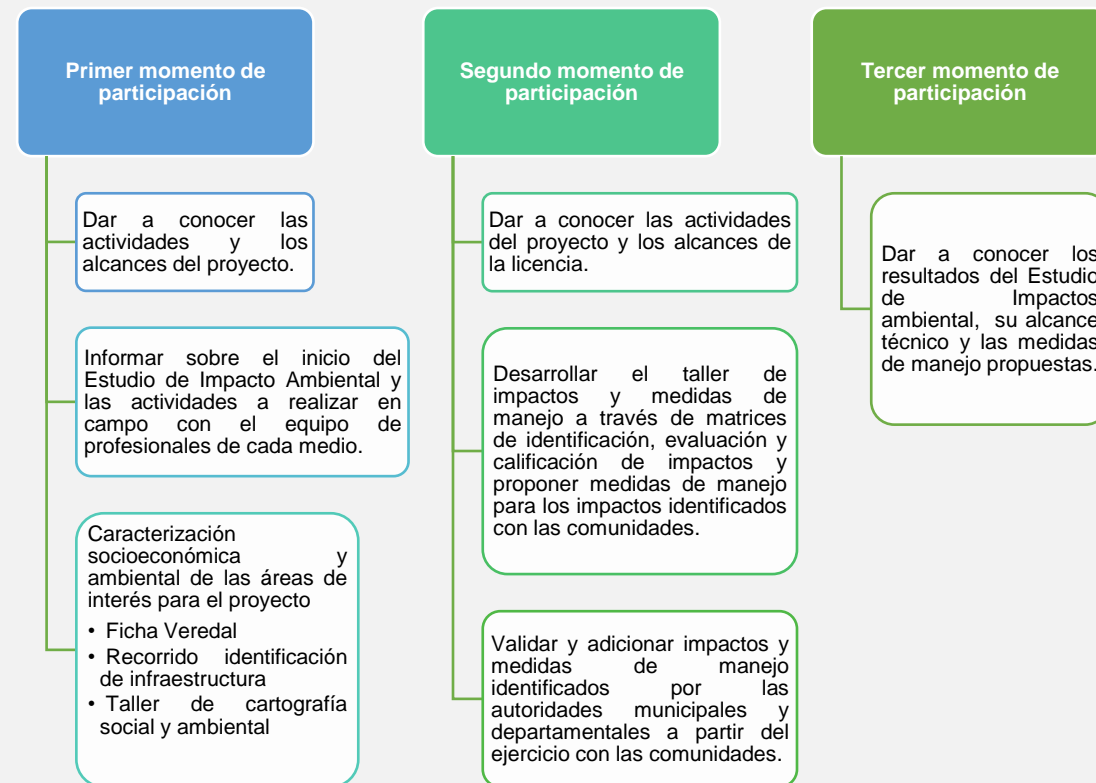 Primer momento de
participación
Dar a conocer las
actividades y los
alcances del proyecto.
Informar sobre el inicio del
Estudio de Impacto Ambiental y
las actividades a realizar en
campo con el equipo de
profesionales de cada medio.
Caracterización
socioeconómica y
ambiental de las áreas de
interés para el proyecto
• Ficha Veredal
• Recorrido identificación
de infraestructura
• Taller de cartografía
social y ambiental
Segundo momento de
participación
Dar a conocer las actividades
del proyecto y los alcances de
la licencia.
Desarrollar el taller de
impactos y medidas de
manejo a través de matrices
de identificación, evaluación y
calificación de impactos y
proponer medidas de manejo
para los impactos identificados
con las comunidades.
Validar y adicionar impactos y
medidas de manejo
identificados por las
autoridades municipales y
departamentales a partir del
ejercicio con las comunidades.
Tercer momento de
participación
Dar a conocer los
resultados del Estudio
de Impactos
ambiental, su alcance
técnico y las medidas
de manejo propuestas.